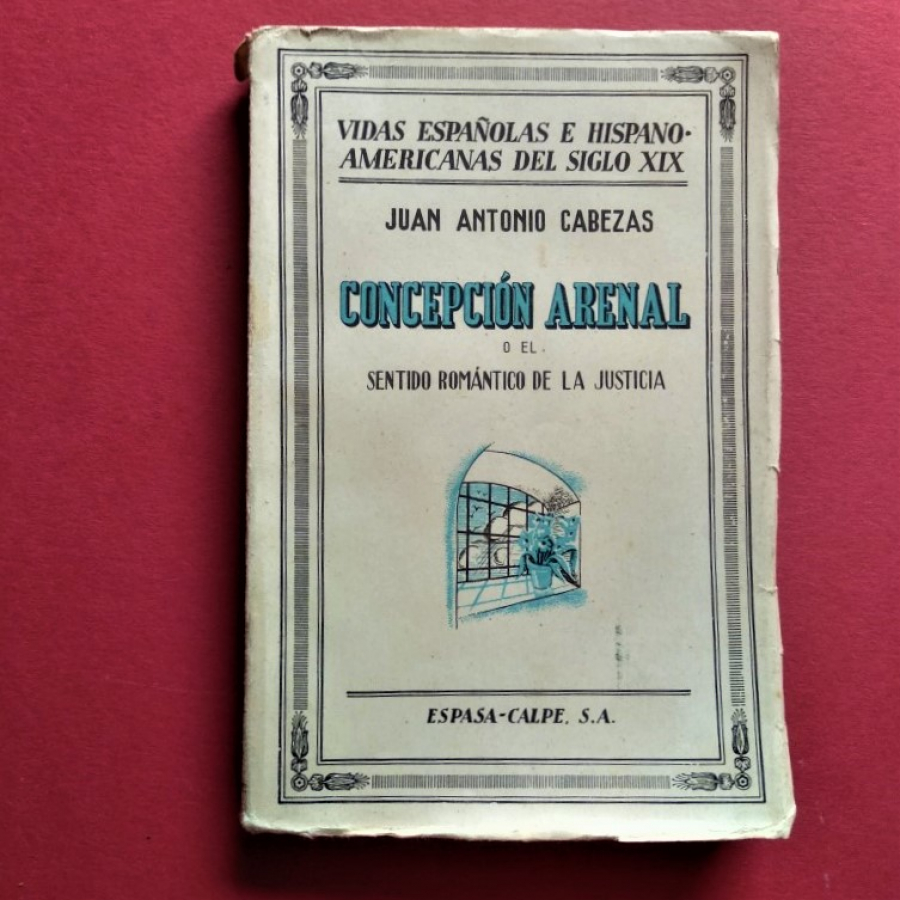 VIDAS ESPAÑOLAS E HISPANO-
AMERICANAS DEL SIGLO XIX
JUAN ANTONIO CABEZAS
CONCEPCIÓN ARENAL
O EL
SENTIDO ROMÁNTICO DE LA JUSTICIA
ESPASA-CALPE, S.A.